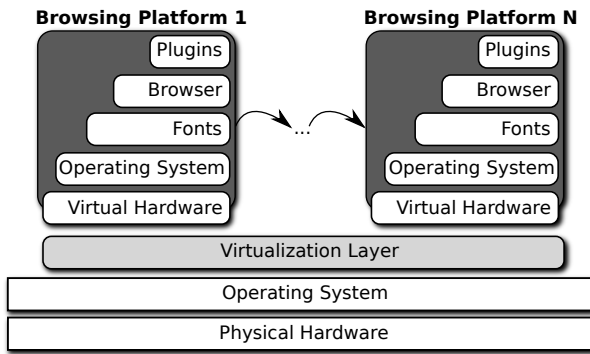 Browsing Platform 1
Plugins
Browser
Fonts
Operating System
Virtual Hardware
...
Browsing Platform N
Plugins
Browser
Fonts
Operating System
Virtual Hardware
Virtualization Layer
Operating System
Physical Hardware